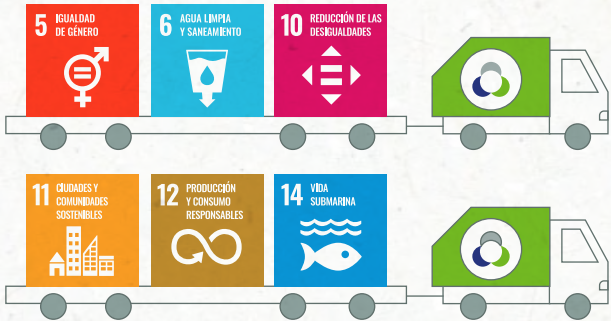 5 IGUALDAD
DE GÉNERO
6 AGUA LIMPIA
Y SANEAMIENTO
10 REDUCCIÓN DE LAS
DESIGUALDADES
11 CIUDADES Y
COMUNIDADES
SOSTENIBLES
12 PRODUCCIÓN
Y CONSUMO
RESPONSABLES
14 VIDA
SUBMARINA